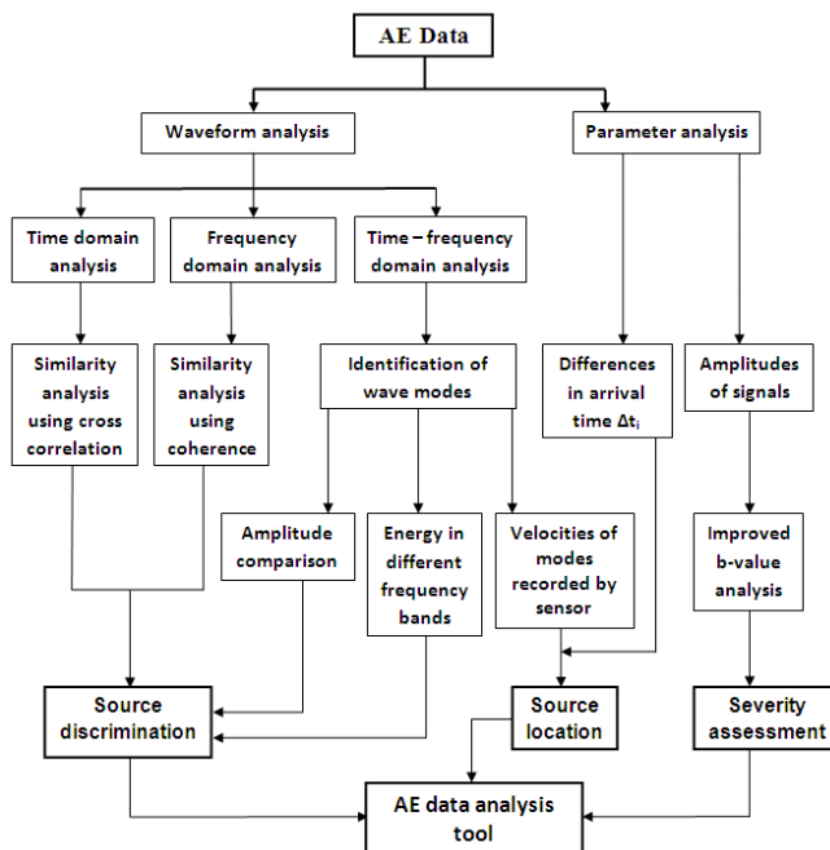 AE Data
Waveform analysis
Parameter analysis
Time domain
analysis
Frequency
domain analysis
Time – frequency
domain analysis
Similarity
analysis
using cross
correlation
Similarity
analysis
using
coherence
Identification of
wave modes
Differences
in arrival
time Δtᵢ
Amplitudes
of signals
Amplitude
comparison
Energy in
different
frequency
bands
Velocities of
modes
recorded by
sensor
Improved
b-value
analysis
Source
discrimination
Source
location
Severity
assessment
AE data analysis
tool